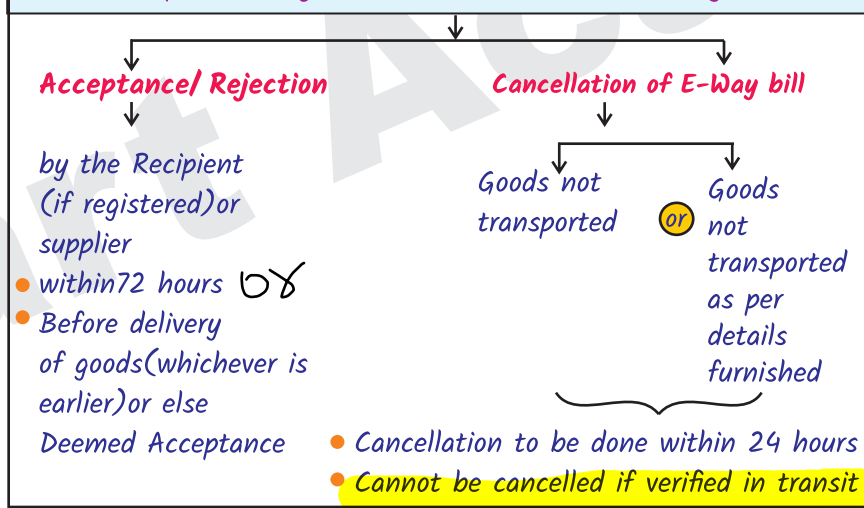 Acceptance/ Rejection
by the Recipient
(if registered)or
supplier
within72 hours or
Before delivery
of goods(whichever is
earlier)or else
Deemed Acceptance
Cancellation of E-Way bill
Goods not
transported
or
Goods
not
transported
as per
details
furnished
Cancellation to be done within 24 hours
Cannot be cancelled if verified in transit